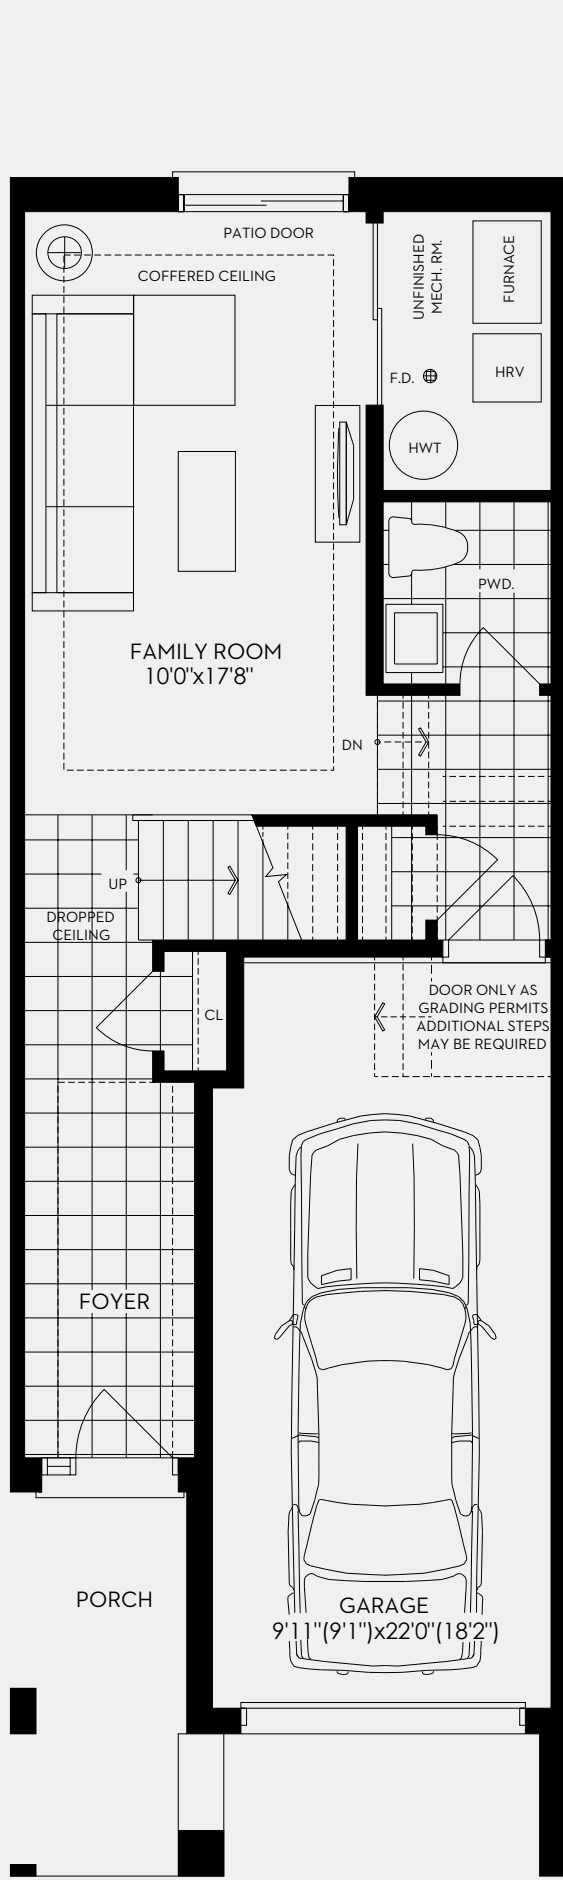 PATIO DOOR
COFFERED CEILING
UNFINISHED
MECH. RM.
FURNACE
F.D.
HRV
HWT
PWD.
FAMILY ROOM
10'0"x17'8"
DN
UP
DROPPED
CEILING
CL
DOOR ONLY AS
GRADING PERMITS
ADDITIONAL STEPS
MAY BE REQUIRED
FOYER
PORCH
GARAGE
9'11"(9'1")x22'0"(18'2")